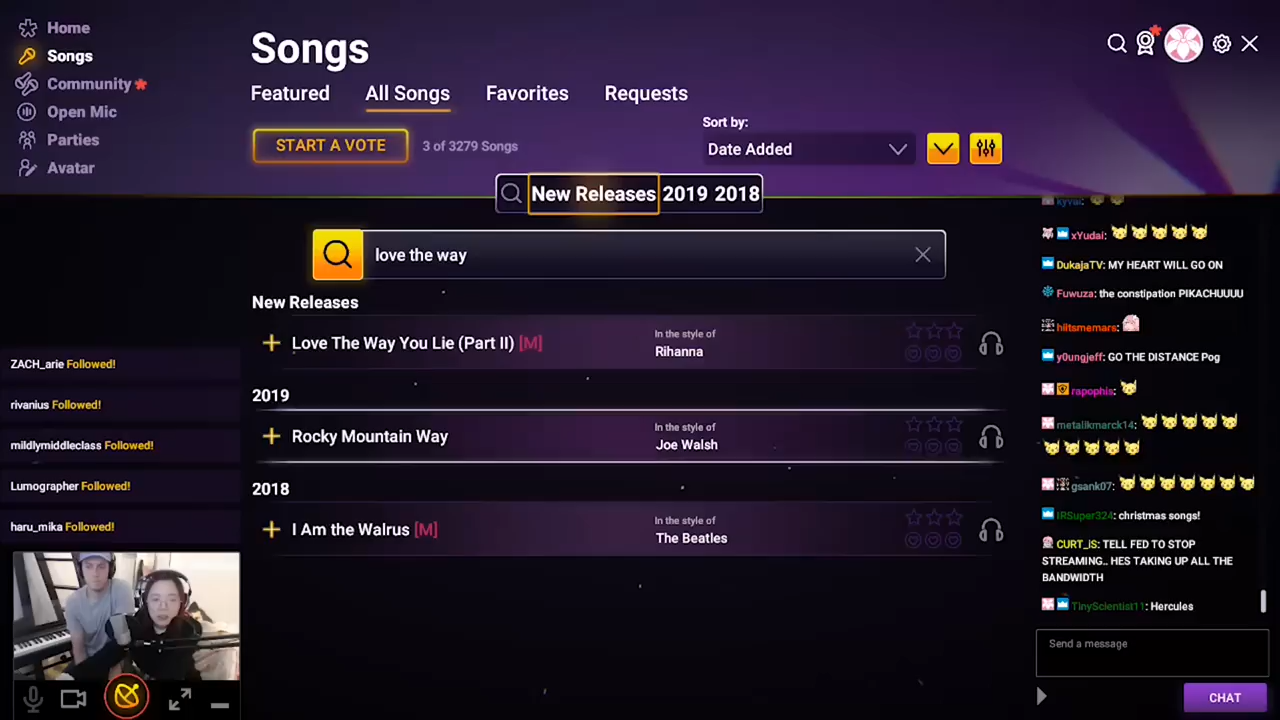 Home
Songs
Community
Open Mic
Parties
Avatar
Songs
Featured
All Songs
Favorites
Requests
START A VOTE
3 of 3279 Songs
Sort by:
Date Added
New Releases 2019 2018
love the way
New Releases
Love The Way You Lie (Part II) [M]
In the style of
Rihanna
2019
Rocky Mountain Way
In the style of
Joe Walsh
2018
I Am the Walrus [M]
In the style of
The Beatles
ZACH_arie Followed!
rivanius Followed!
mildlymiddleclass Followed!
Lumographer Followed!
haru_mika Followed!
xYudai:
DukajaTV: MY HEART WILL GO ON
Fuwuza: the constipation PIKACHUUUU
hiltsmemars:
y0ungjeff: GO THE DISTANCE Pog
rapophis:
metalikmarck14:
gsank07:
IRSuper324: christmas songs!
CURT_iS: TELL FED TO STOP
STREAMING.. HES TAKING UP ALL THE
BANDWIDTH
TinyScientist11: Hercules
Send a message
CHAT